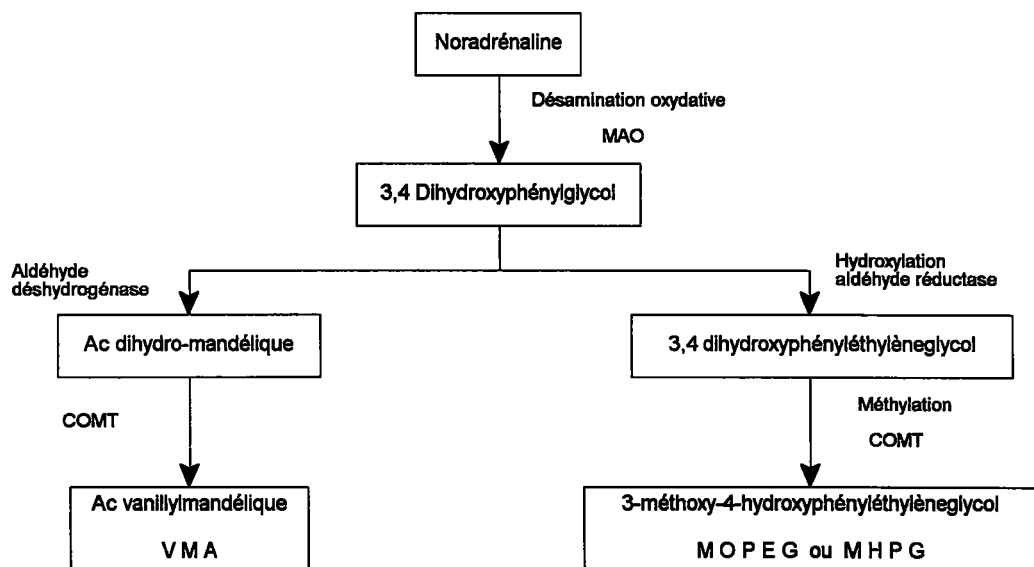 Noradrénaline
Désamination oxydative
MAO
3,4 Dihydroxyphénylglycol
Aldéhyde
déshydrogénase
Hydroxylation
aldéhyde réductase
Ac dihydro-mandélique
3,4 dihydroxyphényléthylèneglycol
COMT
Méthylation
COMT
Ac vanillylmandélique
V M A
3-méthoxy-4-hydroxyphényléthylèneglycol
M O P E G ou M H P G